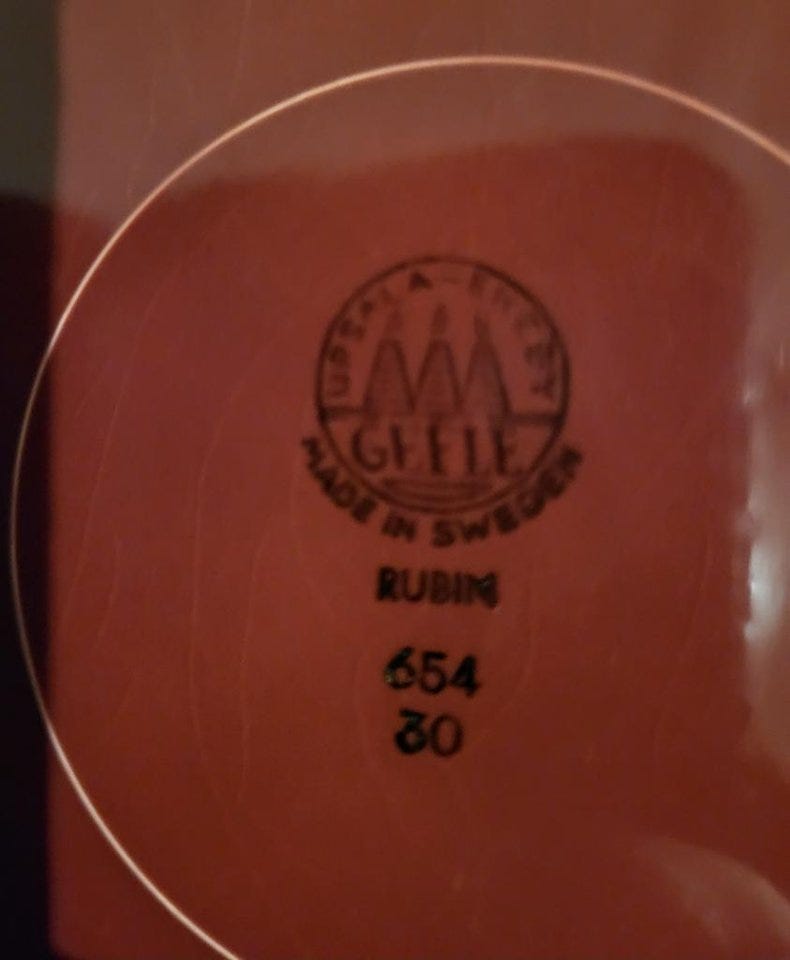 UPSALA-EKEBY
GEFLE
MADE IN SWEDEN
RUBIN
654
30